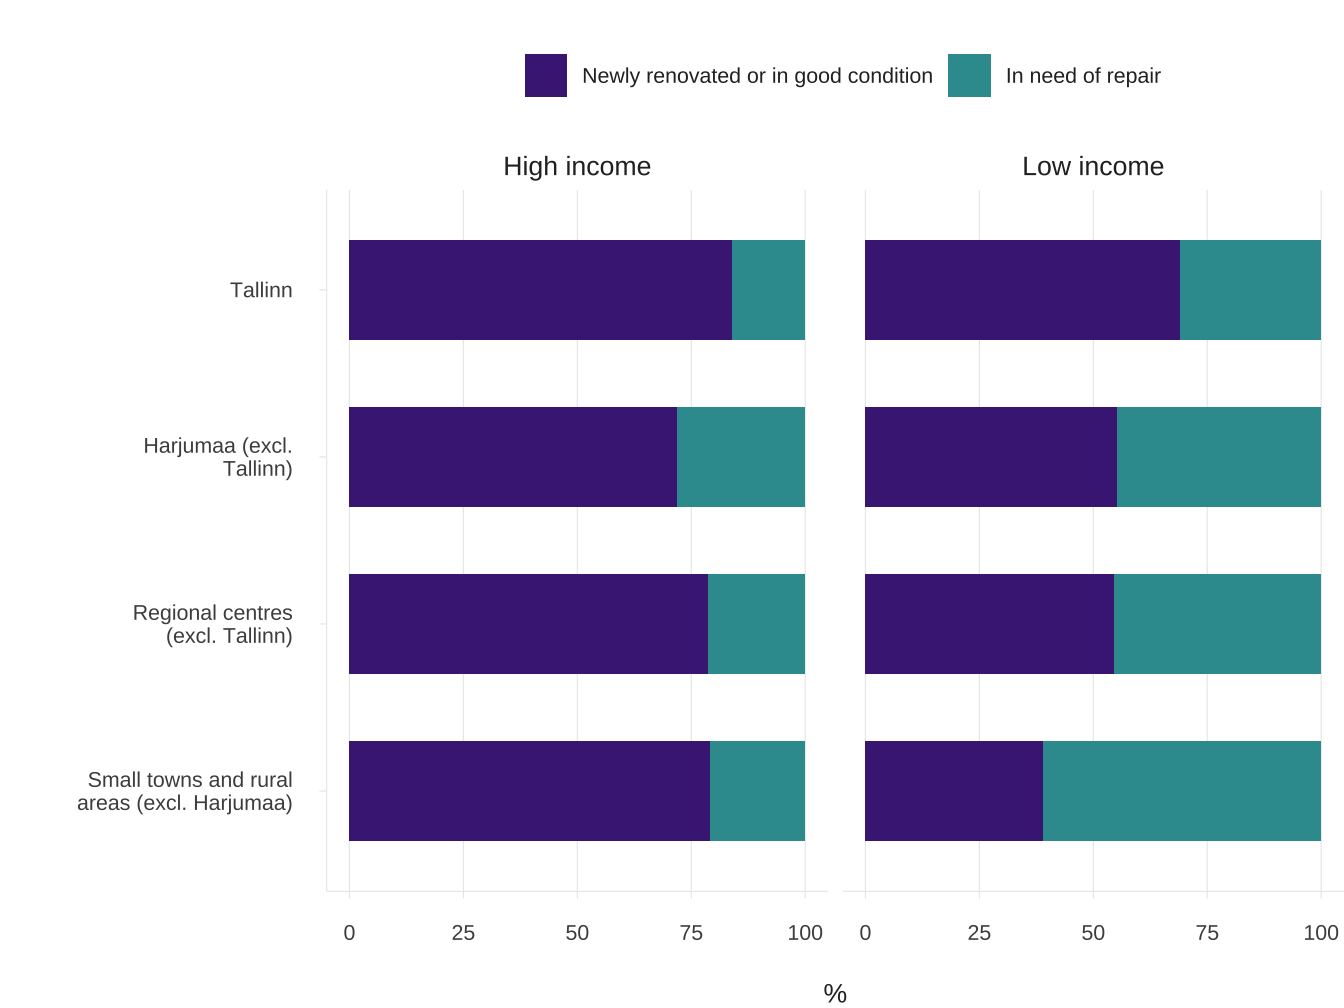 Newly renovated or in good condition
In need of repair
High income
Low income
Tallinn
Harjumaa (excl.
Tallinn)
Regional centres
(excl. Tallinn)
Small towns and rural
areas (excl. Harjumaa)
0 25 50 75 100
0 25 50 75 100
%